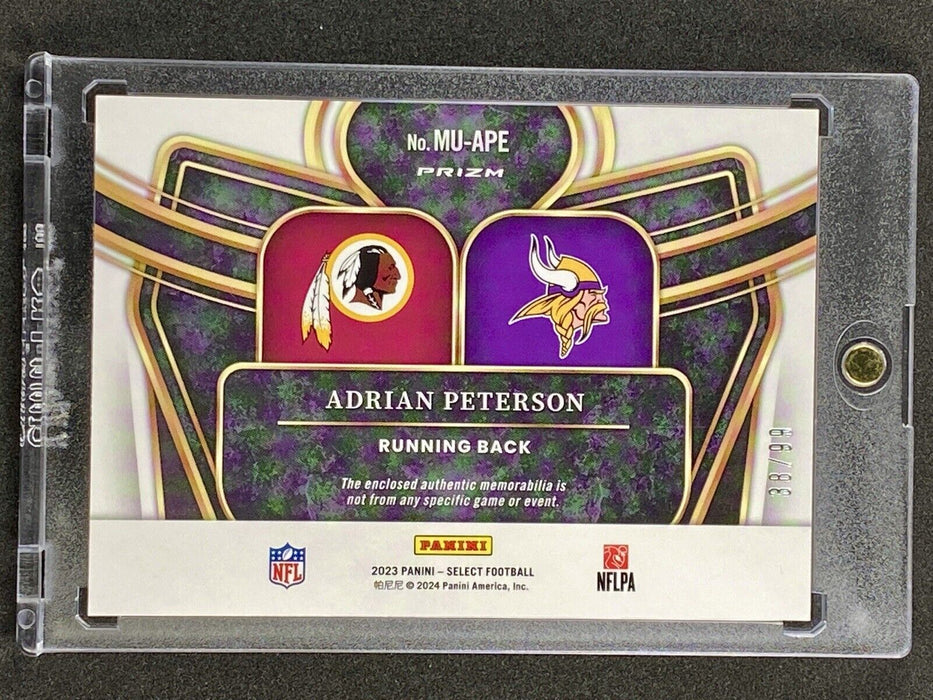 No. MU-APE
PRIZM
ADRIAN PETERSON
RUNNING BACK
The enclosed authentic memorabilia is
not from any specific game or event.
38/99
NFL
PANINI
2023 PANINI – SELECT FOOTBALL
帕尼尼 © 2024 Panini America, Inc.
NFLPA